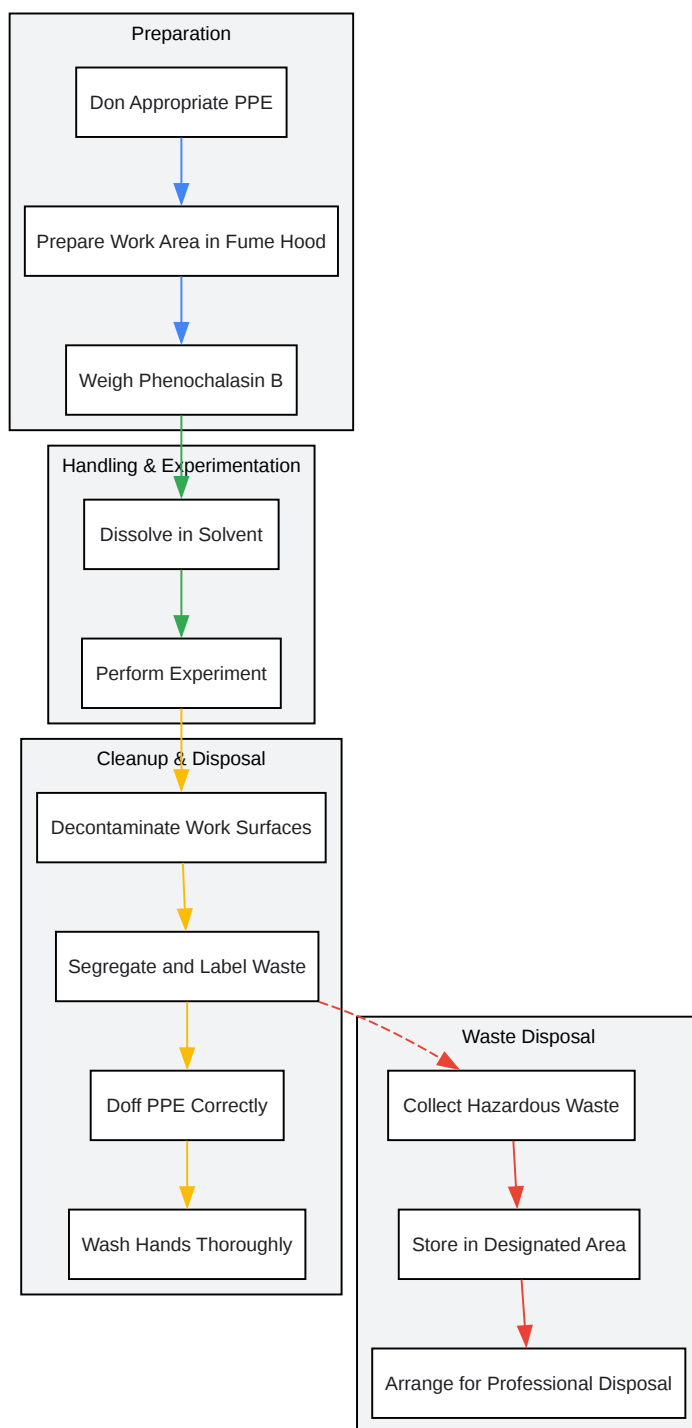 Preparation
Don Appropriate PPE
Prepare Work Area in Fume Hood
Weigh Phenochalasin B
Handling & Experimentation
Dissolve in Solvent
Perform Experiment
Cleanup & Disposal
Decontaminate Work Surfaces
Segregate and Label Waste
Doff PPE Correctly
Wash Hands Thoroughly
Waste Disposal
Collect Hazardous Waste
Store in Designated Area
Arrange for Professional Disposal